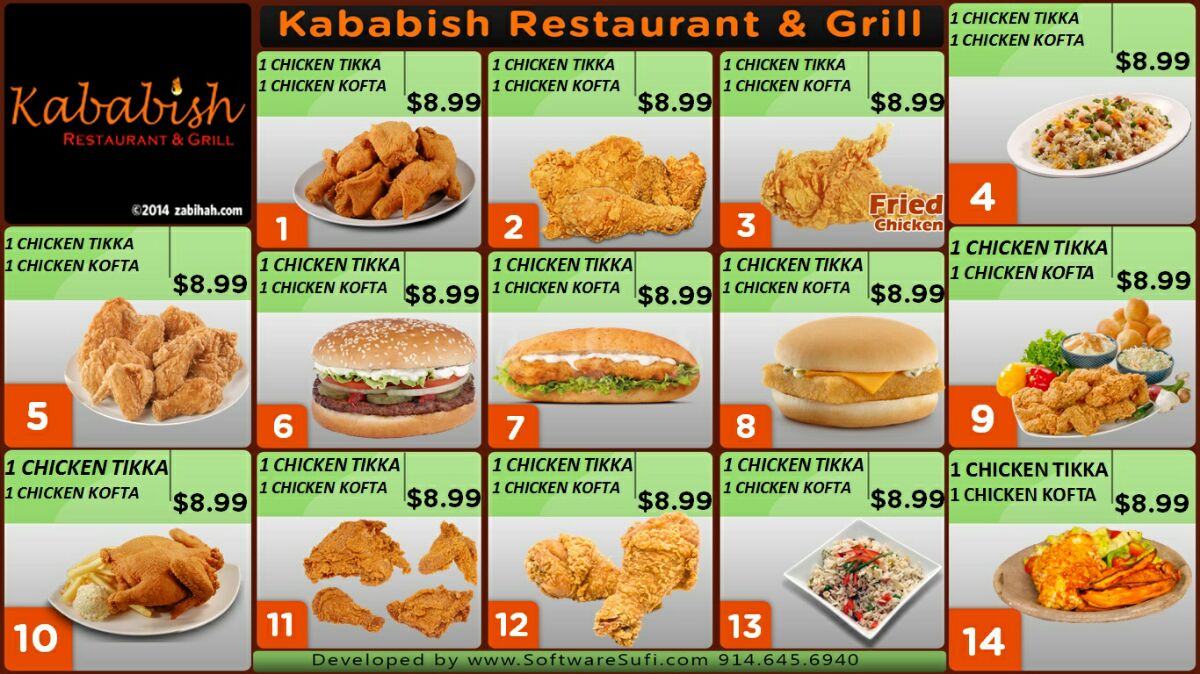 Kababish
RESTAURANT & GRILL
©2014 zabihah.com
Kababish Restaurant & Grill
1 CHICKEN TIKKA
1 CHICKEN KOFTA
$8.99
1
1 CHICKEN TIKKA
1 CHICKEN KOFTA
$8.99
2
1 CHICKEN TIKKA
1 CHICKEN KOFTA
$8.99
Fried
Chicken
3
1 CHICKEN TIKKA
1 CHICKEN KOFTA
$8.99
4
1 CHICKEN TIKKA
1 CHICKEN KOFTA
$8.99
5
1 CHICKEN TIKKA
1 CHICKEN KOFTA
$8.99
6
1 CHICKEN TIKKA
1 CHICKEN KOFTA
$8.99
7
1 CHICKEN TIKKA
1 CHICKEN KOFTA
$8.99
8
1 CHICKEN TIKKA
1 CHICKEN KOFTA
$8.99
9
1 CHICKEN TIKKA
1 CHICKEN KOFTA
$8.99
10
1 CHICKEN TIKKA
1 CHICKEN KOFTA
$8.99
11
1 CHICKEN TIKKA
1 CHICKEN KOFTA
$8.99
12
1 CHICKEN TIKKA
1 CHICKEN KOFTA
$8.99
13
1 CHICKEN TIKKA
1 CHICKEN KOFTA
$8.99
14
Developed by www.SoftwareSufi.com 914.645.6940